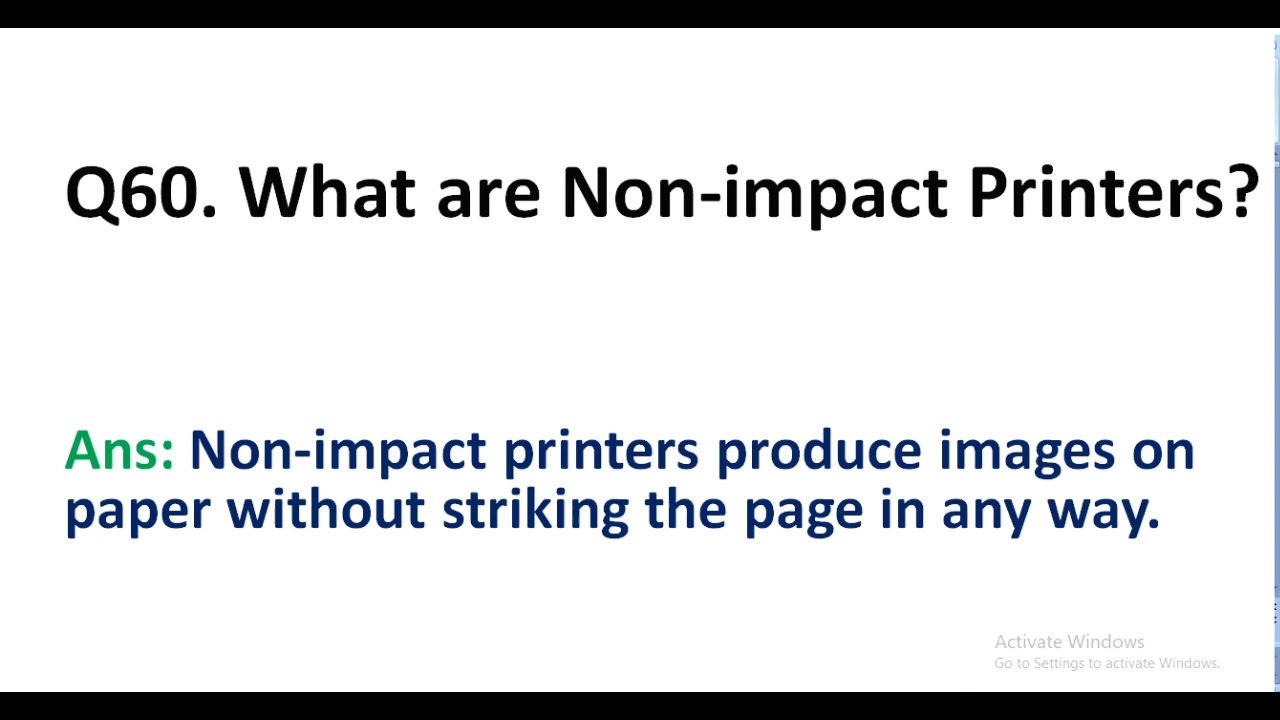 Q60. What are Non-impact Printers?
Ans: Non-impact printers produce images on
paper without striking the page in any way.
Activate Windows
Go to Settings to activate Windows.